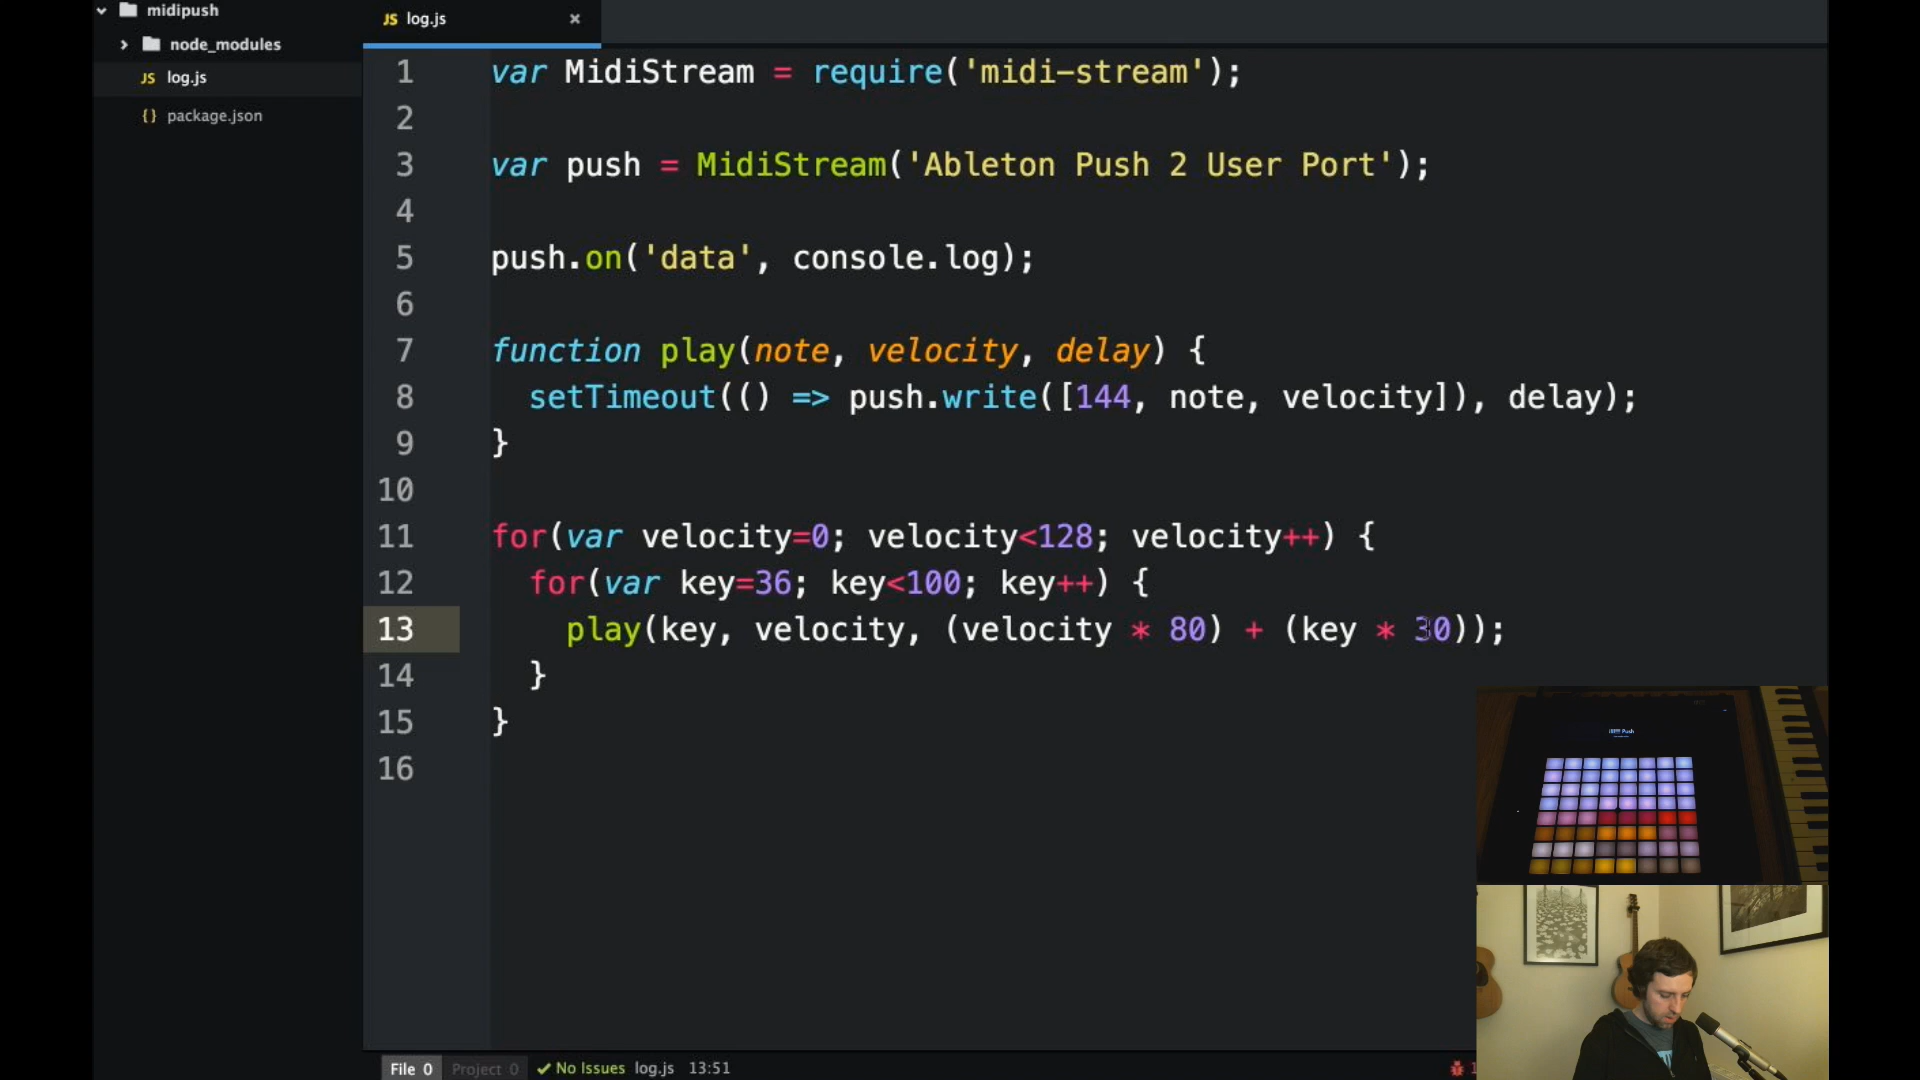 midipush
node_modules
JS log.js
{} package.json
JS log.js ×
1 var MidiStream = require('midi-stream');
2
3 var push = MidiStream('Ableton Push 2 User Port');
4
5 push.on('data', console.log);
6
7 function play(note, velocity, delay) {
8 setTimeout(() => push.write([144, note, velocity]), delay);
9 }
10
11 for(var velocity=0; velocity<128; velocity++) {
12 for(var key=36; key<100; key++) {
13 play(key, velocity, (velocity * 80) + (key * 30));
14 }
15 }
16
Push
File 0 Project 0 No Issues log.js 13:51 1